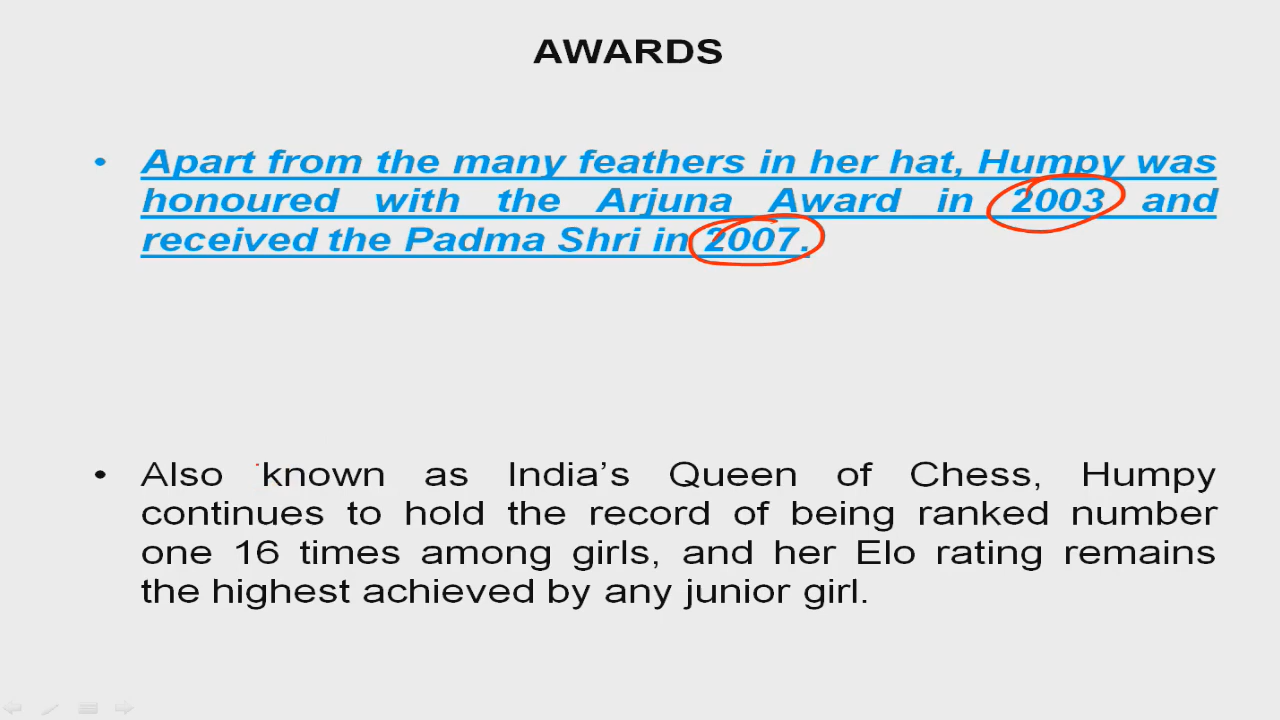 AWARDS
• Apart from the many feathers in her hat, Humpy was
honoured with the Arjuna Award in 2003 and
received the Padma Shri in 2007.
• Also known as India's Queen of Chess, Humpy
continues to hold the record of being ranked number
one 16 times among girls, and her Elo rating remains
the highest achieved by any junior girl.